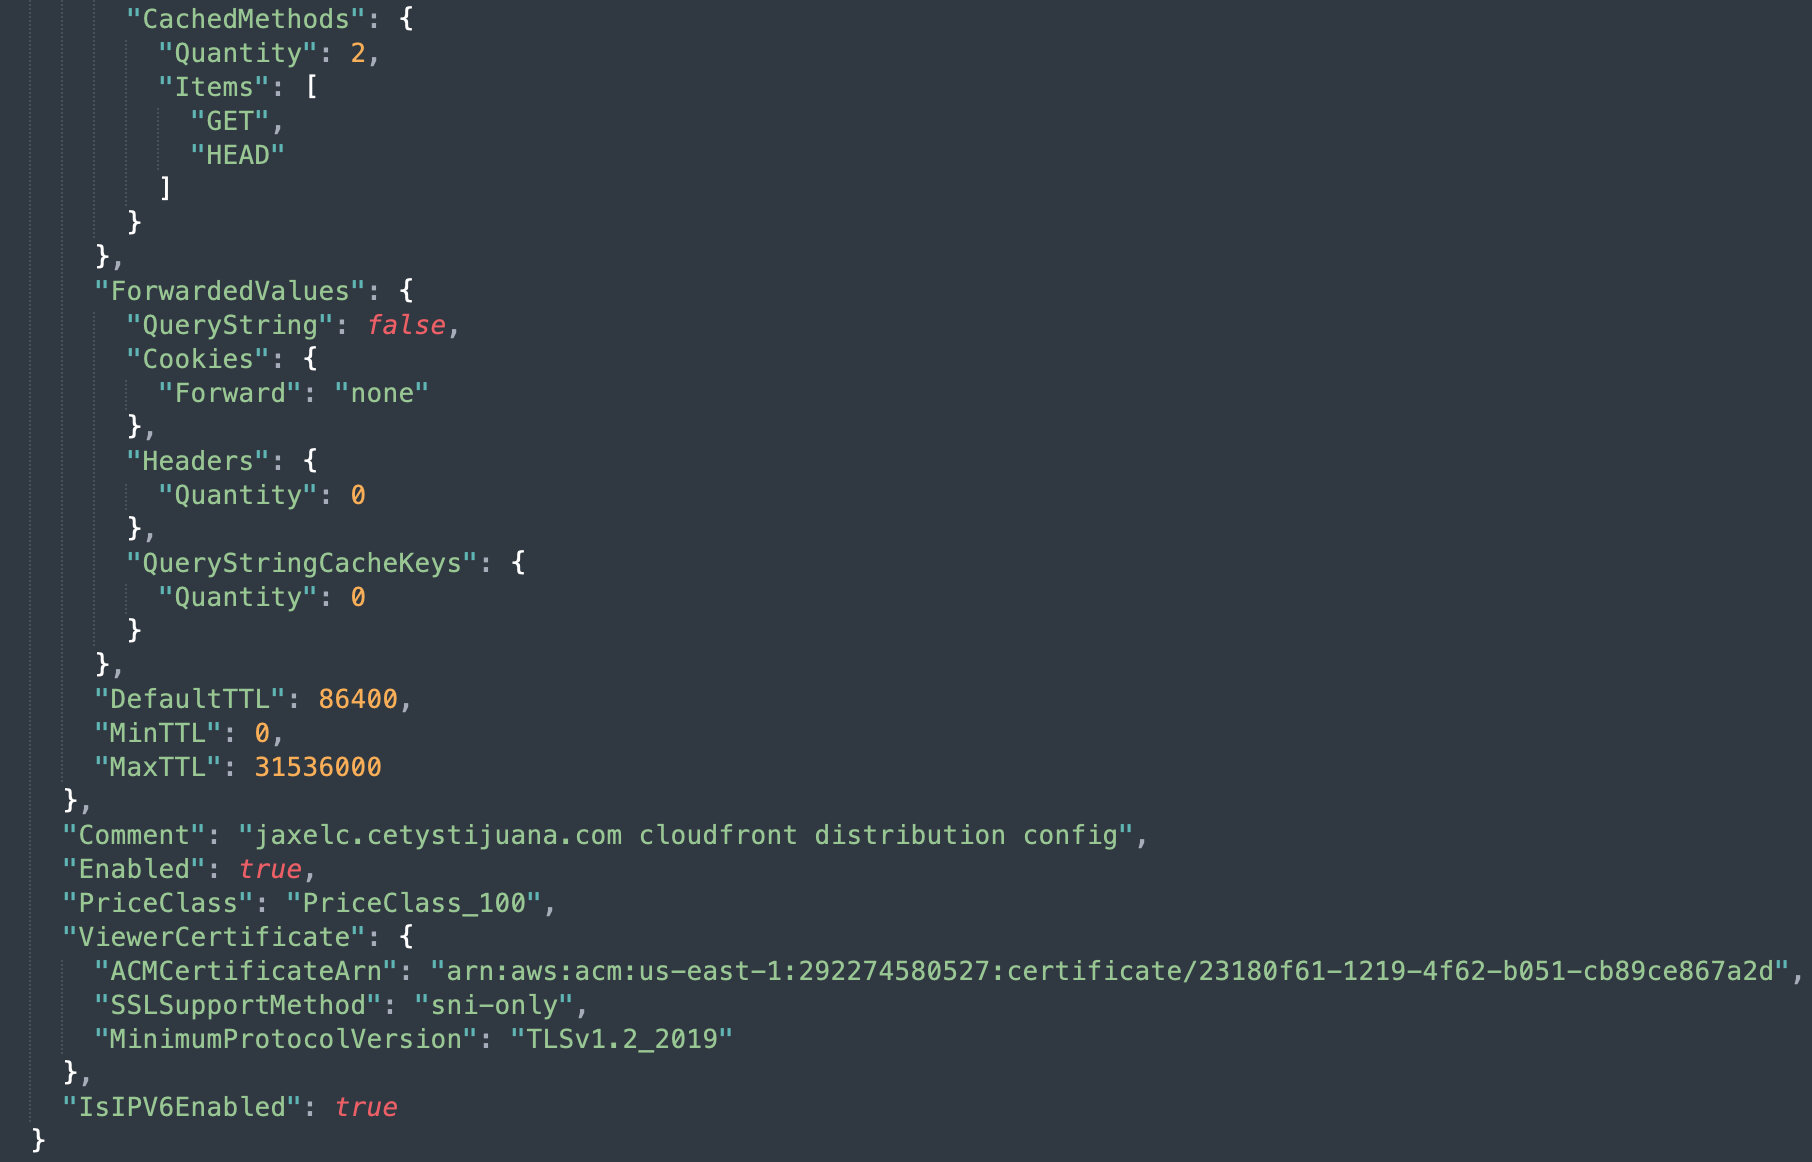 "CachedMethods": {
"Quantity": 2,
"Items": [
"GET",
"HEAD"
]
}
},
"ForwardedValues": {
"QueryString": false,
"Cookies": {
"Forward": "none"
},
"Headers": {
"Quantity": 0
},
"QueryStringCacheKeys": {
"Quantity": 0
}
},
"DefaultTTL": 86400,
"MinTTL": 0,
"MaxTTL": 31536000
},
"Comment": "jaxelc.cetystijuana.com cloudfront distribution config",
"Enabled": true,
"PriceClass": "PriceClass_100",
"ViewerCertificate": {
"ACMCertificateArn": "arn:aws:acm:us-east-1:292274580527:certificate/23180f61-1219-4f62-b051-cb89ce867a2d",
"SSLSupportMethod": "sni-only",
"MinimumProtocolVersion": "TLSv1.2_2019"
},
"IsIPV6Enabled": true
}